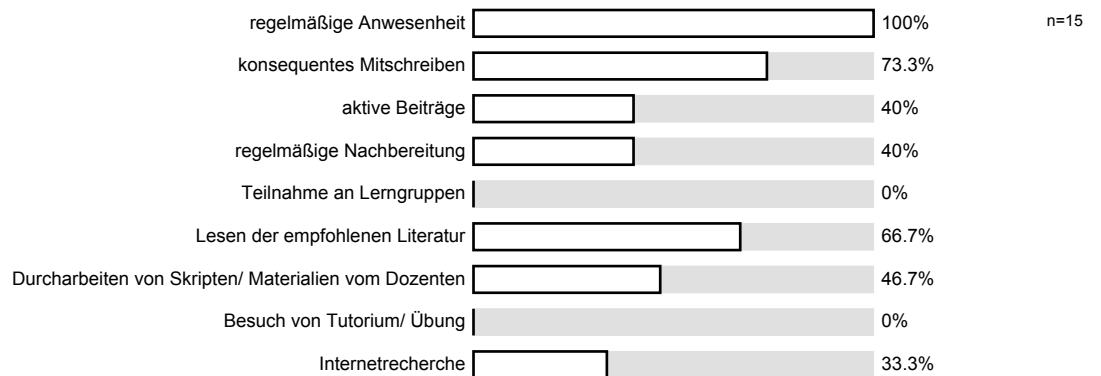 regelmäßige Anwesenheit 100% n=15
konsequentes Mitschreiben 73.3%
aktive Beiträge 40%
regelmäßige Nachbereitung 40%
Teilnahme an Lerngruppen 0%
Lesen der empfohlenen Literatur 66.7%
Durcharbeiten von Skripten/ Materialien vom Dozenten 46.7%
Besuch von Tutorium/ Übung 0%
Internetrecherche 33.3%